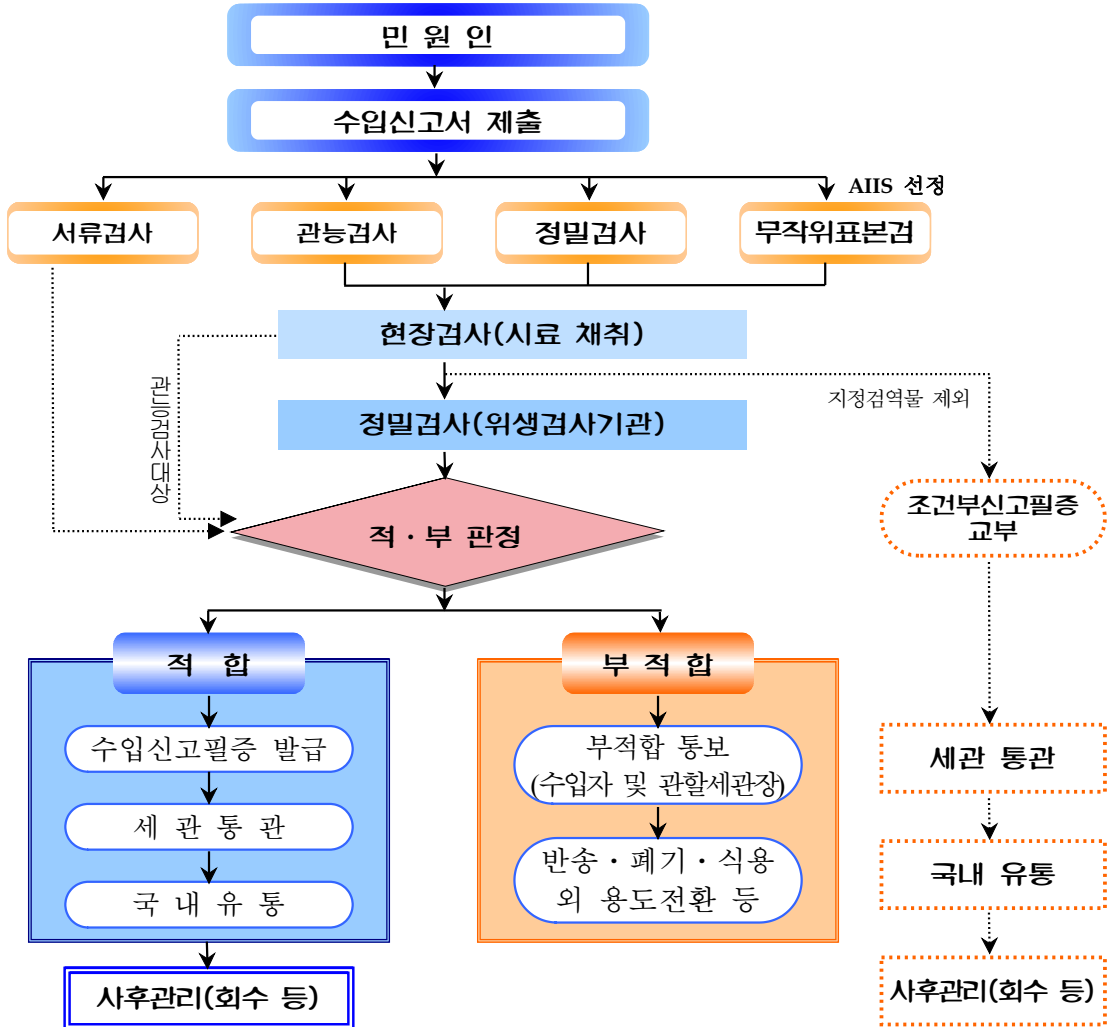 민 원 인
수입신고서 제출
AIIS 선정
서류검사
관능검사
정밀검사
무작위표본검
현장검사(시료 채취)
관능검사대상
지정검역물 제외
정밀검사(위생검사기관)
조건부신고필증
교부
적·부 판정
적 합
부 적 합
수입신고필증 발급
세 관 통 관
국 내 유 통
부적합 통보
(수입자 및 관할세관장)
반송·폐기·식용
외 용도전환 등
세관 통관
국내 유통
사후관리(회수 등)
사후관리(회수 등)